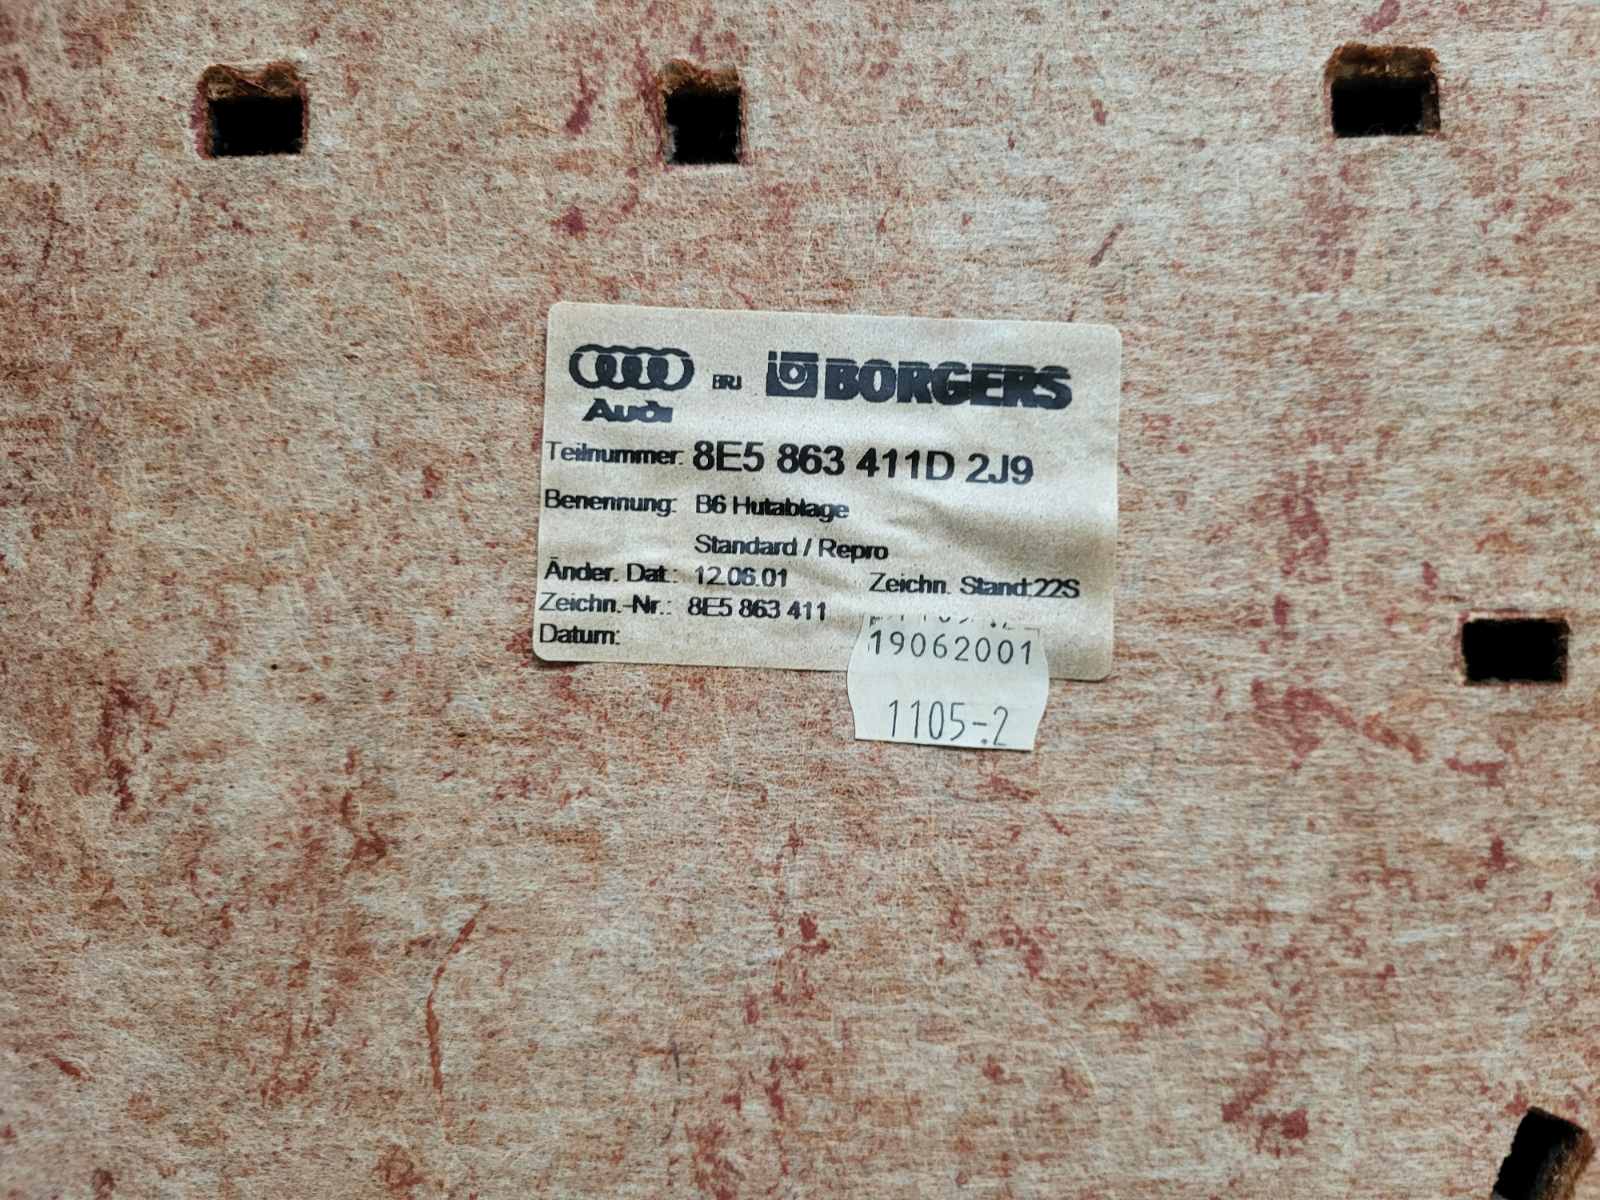 Audi BRJ BORGERS
Teilnummer: 8E5 863 411D 2J9
Benennung: B6 Hutablage
Standard / Repro
Änder. Dat.: 12.06.01 Zeichn. Stand:22S
Zeichn.-Nr.: 8E5 863 411
Datum:
19062001
1105-.2